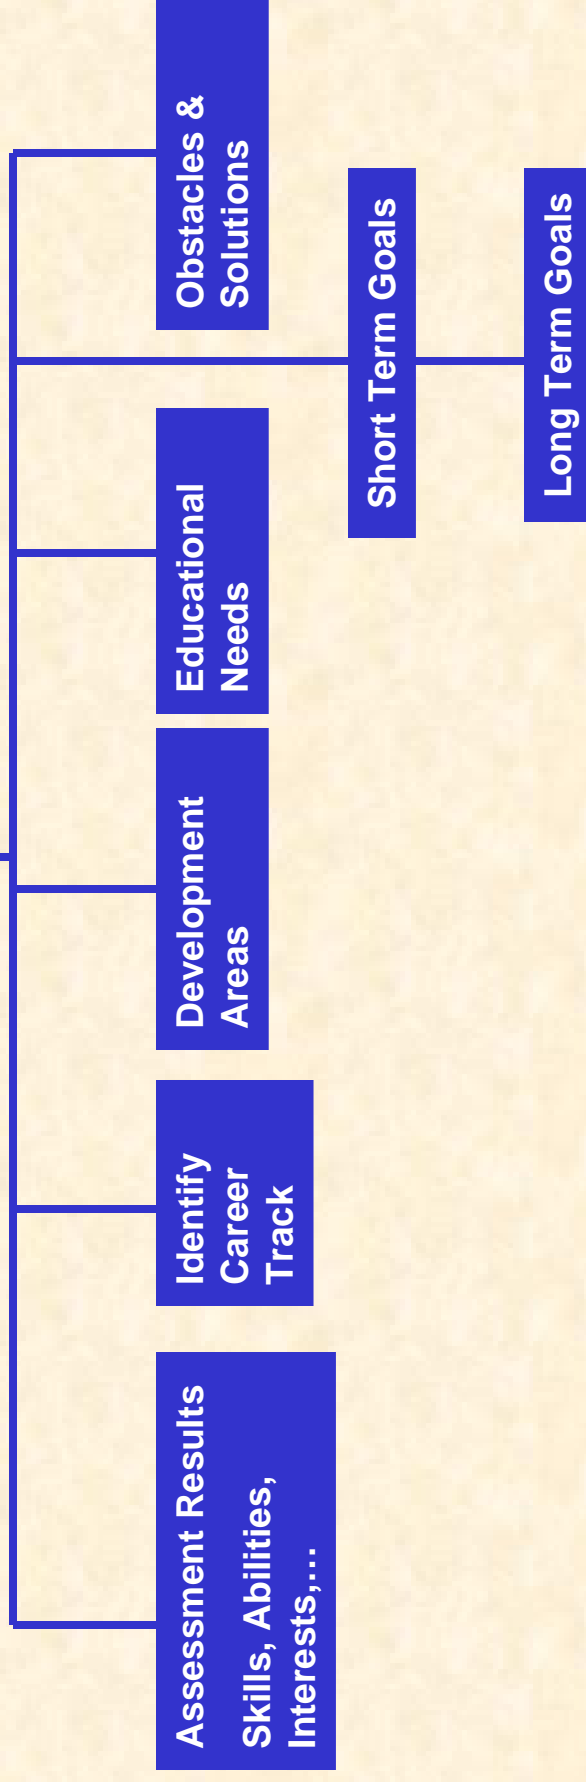 Assessment Results
Skills, Abilities,
Interests,...
Identify
Career
Track
Development
Areas
Educational
Needs
Obstacles &
Solutions
Short Term Goals
Long Term Goals